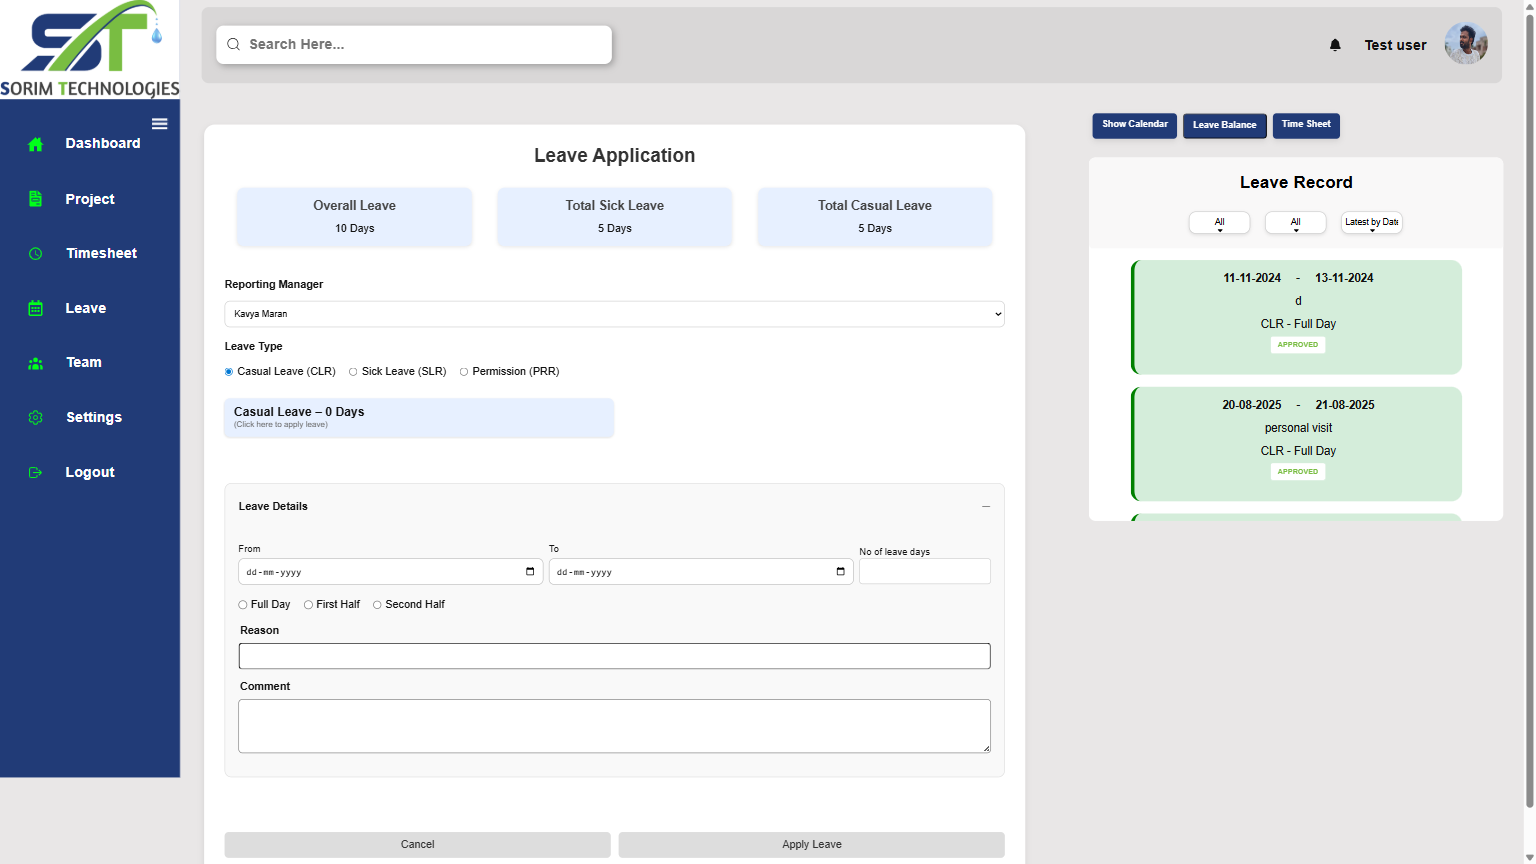 SORIM TECHNOLOGIES
Dashboard
Project
Timesheet
Leave
Team
Settings
Logout
Search Here...
Test user
Leave Application
Overall Leave
10 Days
Total Sick Leave
5 Days
Total Casual Leave
5 Days
Reporting Manager
Kavya Maran
Leave Type
Casual Leave (CLR) Sick Leave (SLR) Permission (PRR)
Casual Leave – 0 Days
(Click here to apply leave)
Leave Details
From To No of leave days
dd-mm-yyyy dd-mm-yyyy
Full Day First Half Second Half
Reason
Comment
Cancel Apply Leave
Show Calendar Leave Balance Time Sheet
Leave Record
All All Latest by Date
11-11-2024 - 13-11-2024
d
CLR - Full Day
APPROVED
20-08-2025 - 21-08-2025
personal visit
CLR - Full Day
APPROVED